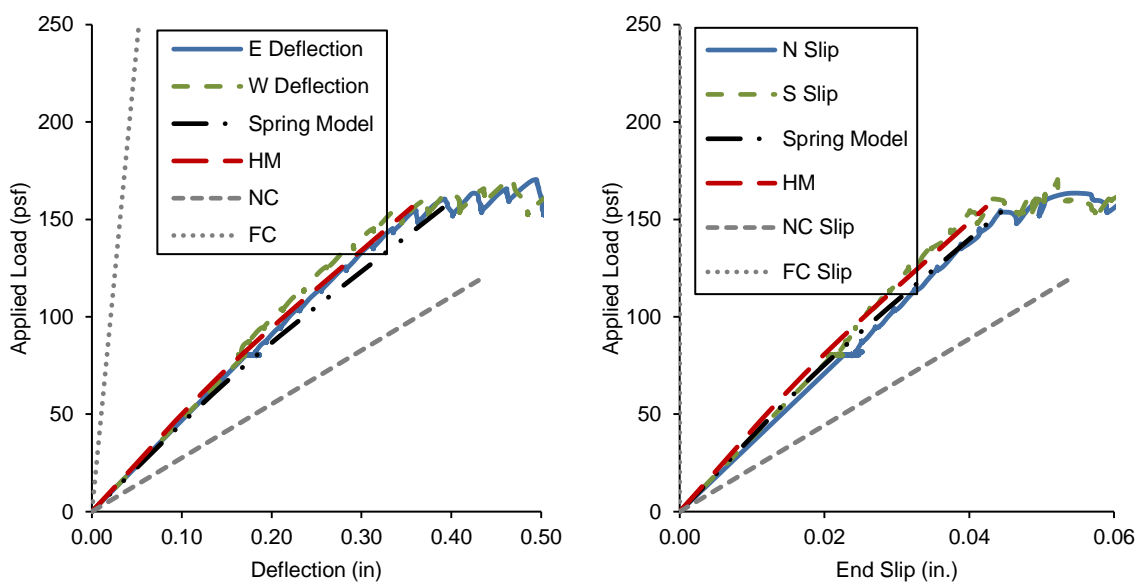 250
200
150
100
50
0
Applied Load (psf)
E Deflection
W Deflection
Spring Model
HM
NC
FC
0.00 0.10 0.20 0.30 0.40 0.50
Deflection (in)
250
200
150
100
50
0
Applied Load (psf)
N Slip
S Slip
Spring Model
HM
NC Slip
FC Slip
0.00 0.02 0.04 0.06
End Slip (in.)